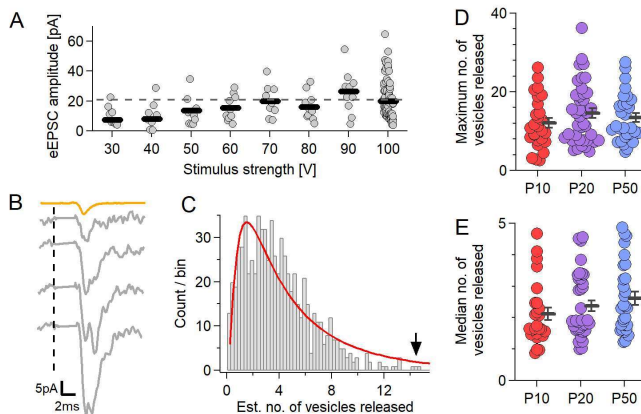 A
eEPSC amplitude [pA]
60
40
20
0
30 40 50 60 70 80 90 100
Stimulus strength [V]
B
5pA
2ms
C
Count / bin
30
20
10
0
0 4 8 12
Est. no. of vesicles released
D
Maximum no. of
vesicles released
40
20
0
P10 P20 P50
E
Median no. of
vesicles released
5
0
P10 P20 P50